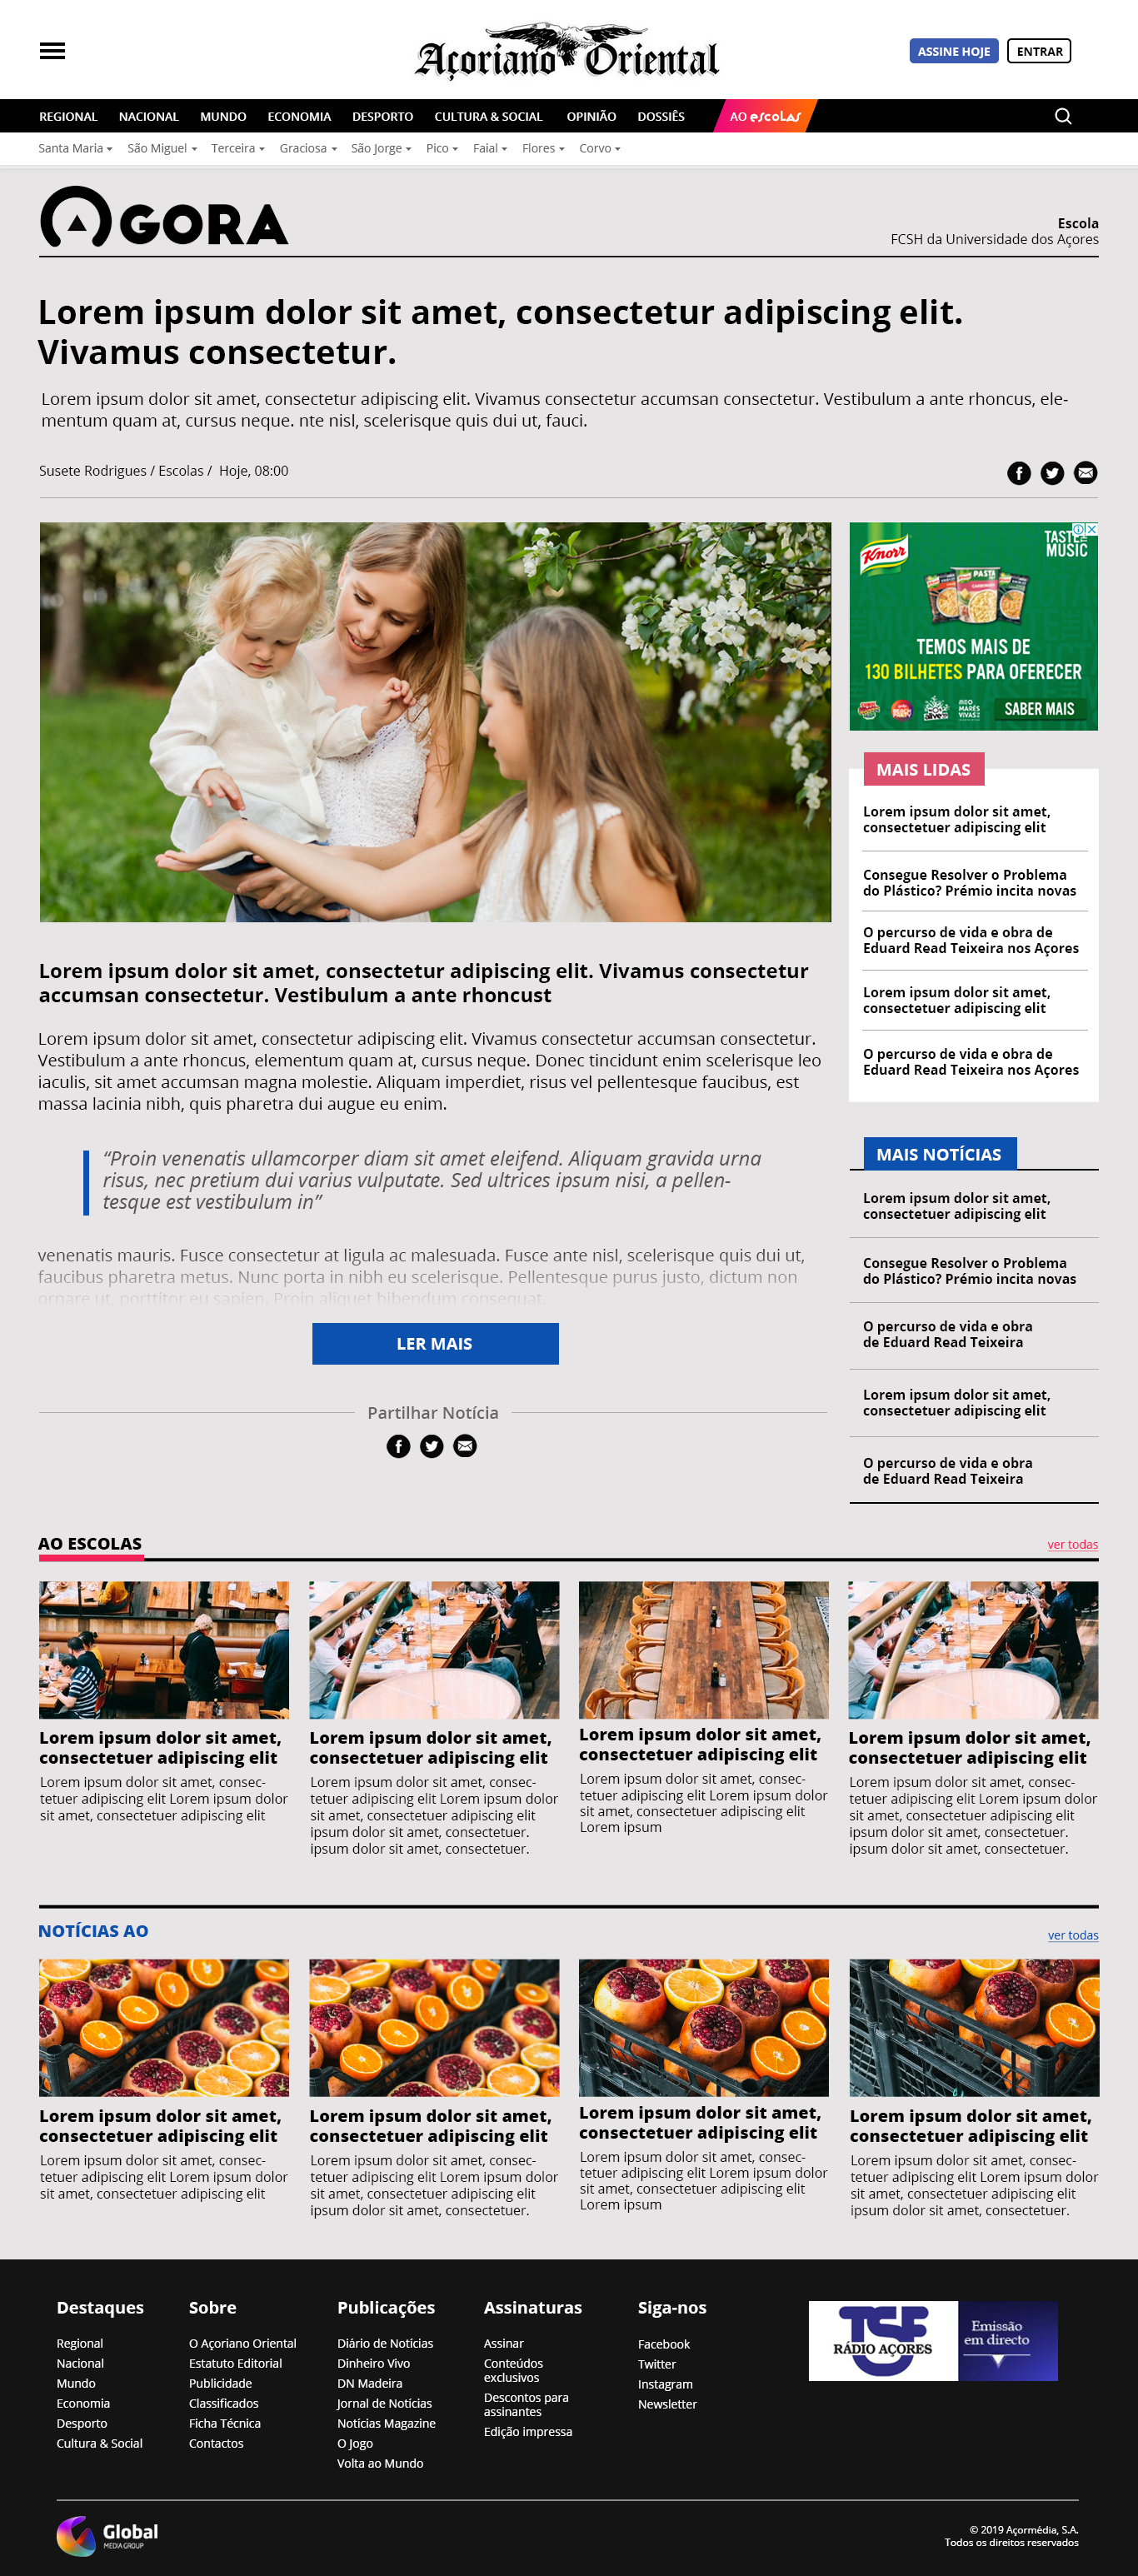 Açoriano Oriental
ASSINE HOJE
ENTRAR
REGIONAL NACIONAL MUNDO ECONOMIA DESPORTO CULTURA & SOCIAL OPINIÃO DOSSIÊS AO escolas
Santa Maria São Miguel Terceira Graciosa São Jorge Pico Faial Flores Corvo
AGORA
Escola
FCSH da Universidade dos Açores
Lorem ipsum dolor sit amet, consectetur adipiscing elit.
Vivamus consectetur.
Lorem ipsum dolor sit amet, consectetur adipiscing elit. Vivamus consectetur accumsan consectetur. Vestibulum a ante rhoncus, ele-
mentum quam at, cursus neque. nte nisl, scelerisque quis dui ut, fauci.
Susete Rodrigues / Escolas / Hoje, 08:00
Knorr
TASTE THE
MUSIC
PASTA
TEMOS MAIS DE
130 BILHETES PARA OFERECER
SABER MAIS
MAIS LIDAS
Lorem ipsum dolor sit amet,
consectetuer adipiscing elit
Consegue Resolver o Problema
do Plástico? Prémio incita novas
O percurso de vida e obra de
Eduard Read Teixeira nos Açores
Lorem ipsum dolor sit amet,
consectetuer adipiscing elit
O percurso de vida e obra de
Eduard Read Teixeira nos Açores
Lorem ipsum dolor sit amet, consectetur adipiscing elit. Vivamus consectetur
accumsan consectetur. Vestibulum a ante rhoncust
Lorem ipsum dolor sit amet, consectetur adipiscing elit. Vivamus consectetur accumsan consectetur.
Vestibulum a ante rhoncus, elementum quam at, cursus neque. Donec tincidunt enim scelerisque leo
iaculis, sit amet accumsan magna molestie. Aliquam imperdiet, risus vel pellentesque faucibus, est
massa lacinia nibh, quis pharetra dui augue eu enim.
“Proin venenatis ullamcorper diam sit amet eleifend. Aliquam gravida urna
risus, nec pretium dui varius vulputate. Sed ultrices ipsum nisi, a pellen-
tesque est vestibulum in”
venenatis mauris. Fusce consectetur at ligula ac malesuada. Fusce ante nisl, scelerisque quis dui ut,
faucibus pharetra metus. Nunc porta in nibh eu scelerisque. Pellentesque purus justo, dictum non
ornare ut, porttitor eu sapien. Proin aliquet bibendum consequat.
LER MAIS
Partilhar Notícia
MAIS NOTÍCIAS
Lorem ipsum dolor sit amet,
consectetuer adipiscing elit
Consegue Resolver o Problema
do Plástico? Prémio incita novas
O percurso de vida e obra
de Eduard Read Teixeira
Lorem ipsum dolor sit amet,
consectetuer adipiscing elit
O percurso de vida e obra
de Eduard Read Teixeira
AO ESCOLAS
ver todas
Lorem ipsum dolor sit amet,
consectetuer adipiscing elit
Lorem ipsum dolor sit amet, consec-
tetuer adipiscing elit Lorem ipsum dolor
sit amet, consectetuer adipiscing elit
Lorem ipsum dolor sit amet,
consectetuer adipiscing elit
Lorem ipsum dolor sit amet, consec-
tetuer adipiscing elit Lorem ipsum dolor
sit amet, consectetuer adipiscing elit
ipsum dolor sit amet, consectetuer.
ipsum dolor sit amet, consectetuer.
Lorem ipsum dolor sit amet,
consectetuer adipiscing elit
Lorem ipsum dolor sit amet, consec-
tetuer adipiscing elit Lorem ipsum dolor
sit amet, consectetuer adipiscing elit
Lorem ipsum
Lorem ipsum dolor sit amet,
consectetuer adipiscing elit
Lorem ipsum dolor sit amet, consec-
tetuer adipiscing elit Lorem ipsum dolor
sit amet, consectetuer adipiscing elit
ipsum dolor sit amet, consectetuer.
ipsum dolor sit amet, consectetuer.
NOTÍCIAS AO
ver todas
Lorem ipsum dolor sit amet,
consectetuer adipiscing elit
Lorem ipsum dolor sit amet, consec-
tetuer adipiscing elit Lorem ipsum dolor
sit amet, consectetuer adipiscing elit
Lorem ipsum dolor sit amet,
consectetuer adipiscing elit
Lorem ipsum dolor sit amet, consec-
tetuer adipiscing elit Lorem ipsum dolor
sit amet, consectetuer adipiscing elit
ipsum dolor sit amet, consectetuer.
Lorem ipsum dolor sit amet,
consectetuer adipiscing elit
Lorem ipsum dolor sit amet, consec-
tetuer adipiscing elit Lorem ipsum dolor
sit amet, consectetuer adipiscing elit
Lorem ipsum
Lorem ipsum dolor sit amet,
consectetuer adipiscing elit
Lorem ipsum dolor sit amet, consec-
tetuer adipiscing elit Lorem ipsum dolor
sit amet, consectetuer adipiscing elit
ipsum dolor sit amet, consectetuer.
Destaques
Regional
Nacional
Mundo
Economia
Desporto
Cultura & Social
Sobre
O Açoriano Oriental
Estatuto Editorial
Publicidade
Classificados
Ficha Técnica
Contactos
Publicações
Diário de Notícias
Dinheiro Vivo
DN Madeira
Jornal de Notícias
Notícias Magazine
O Jogo
Volta ao Mundo
Assinaturas
Assinar
Conteúdos
exclusivos
Descontos para
assinantes
Edição impressa
Siga-nos
Facebook
Twitter
Instagram
Newsletter
TSF
RÁDIO AÇORES
Emissão
em directo
Global
MEDIA GROUP
© 2019 Açormédia, S.A.
Todos os direitos reservados